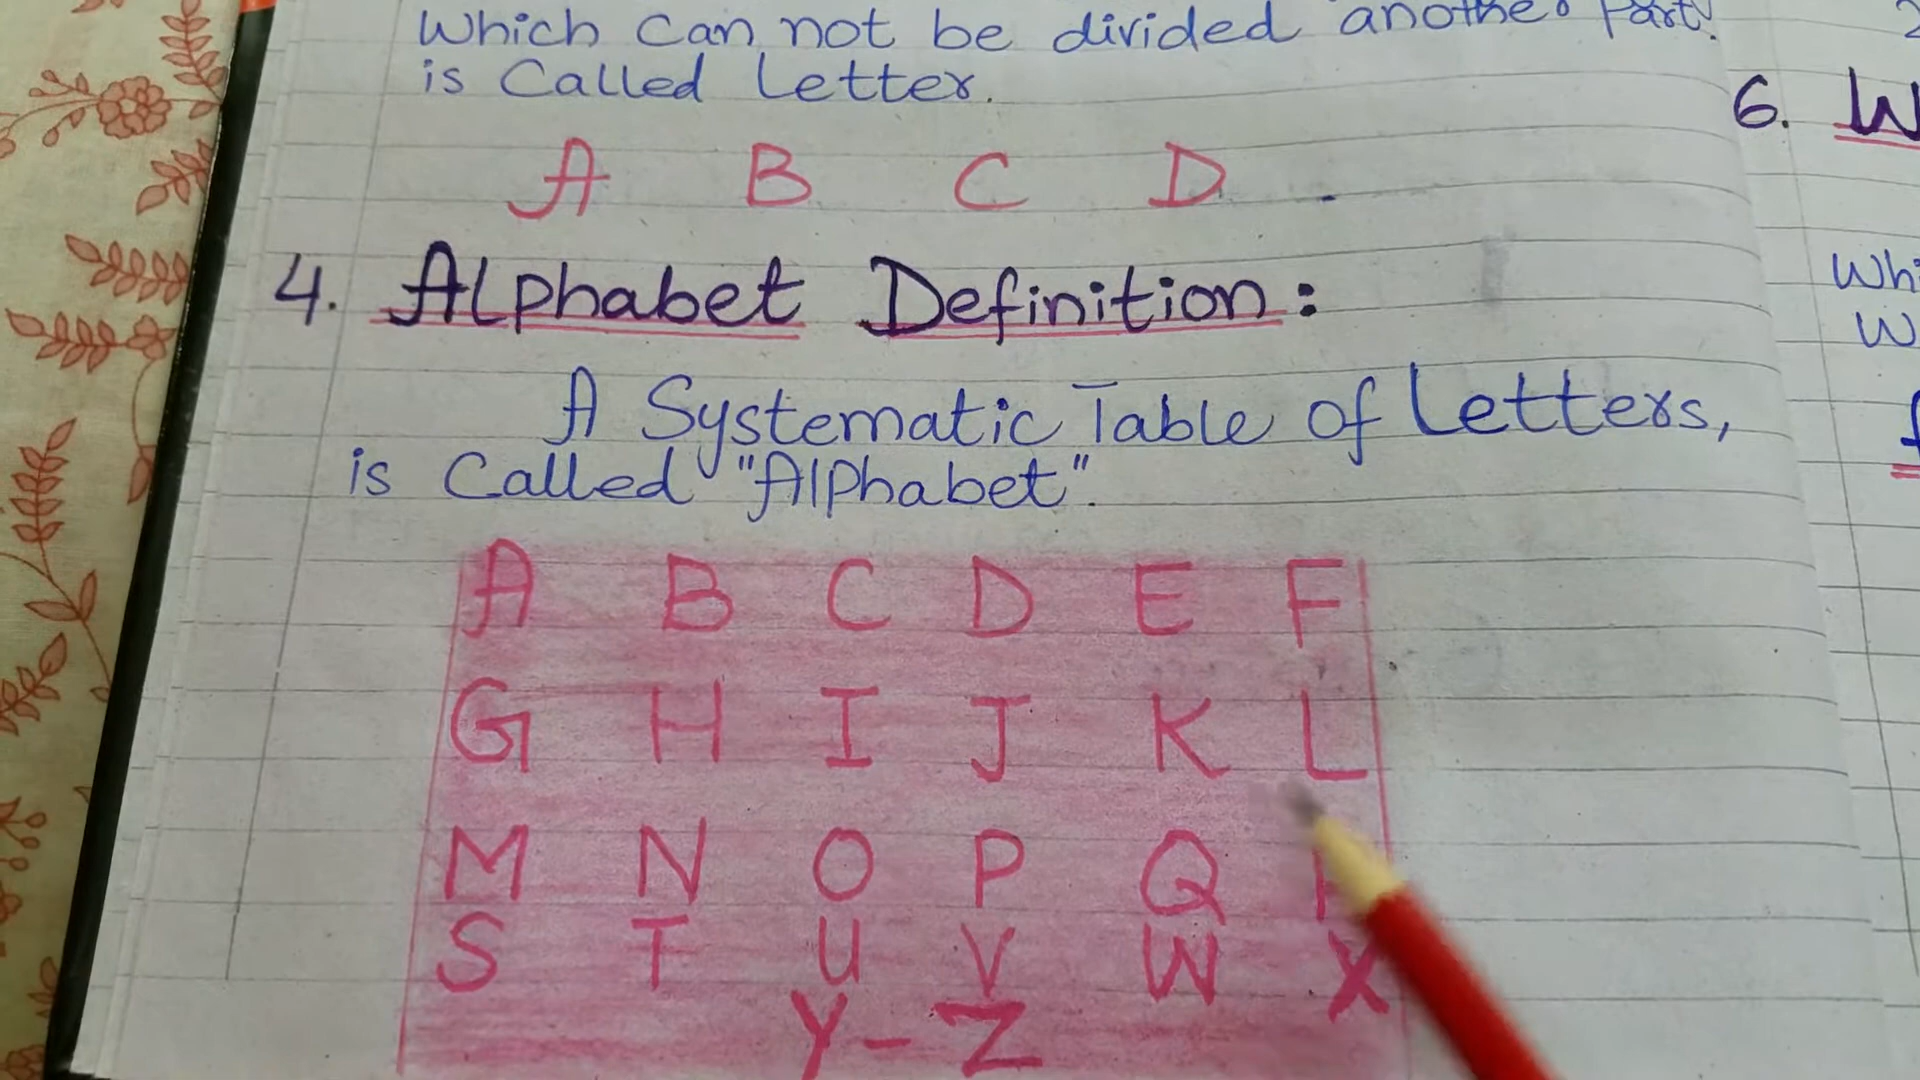 Which can not be divided another Part.
is Called Letter.
A B C D
4. Alphabet Definition:
A Systematic Table of Letters,
is Called "Alphabet".
A B C D E F
G H I J K L
M N O P Q
S T U V W X
Y - Z
6. W
Whi
W